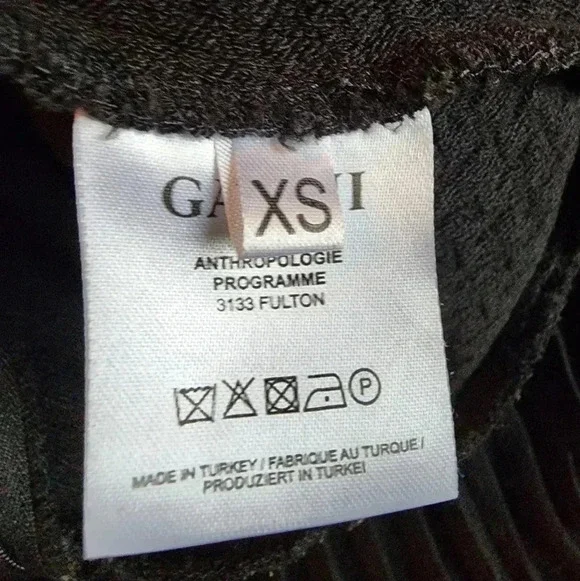 XS
ANTHROPOLOGIE
PROGRAMME
3133 FULTON
P
MADE IN TURKEY / FABRIQUE AU TURQUE /
PRODUZIERT IN TURKEI